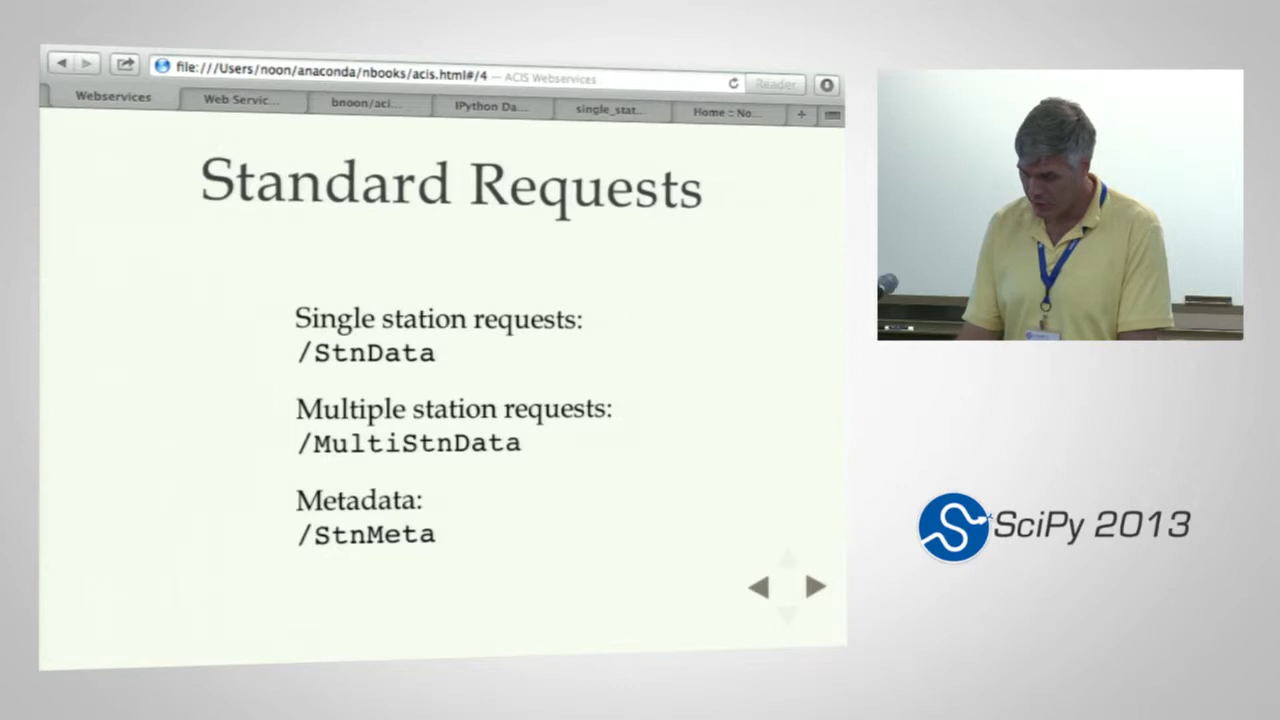 file:///Users/noon/anaconda/nbooks/acis.html#/4 — ACIS Webservices
Reader
Webservices
Web Servic...
bnoon/aci...
IPython Da...
single_stat...
Home :: No...
+
Standard Requests
Single station requests:
/StnData
Multiple station requests:
/MultiStnData
Metadata:
/StnMeta
SciPy 2013